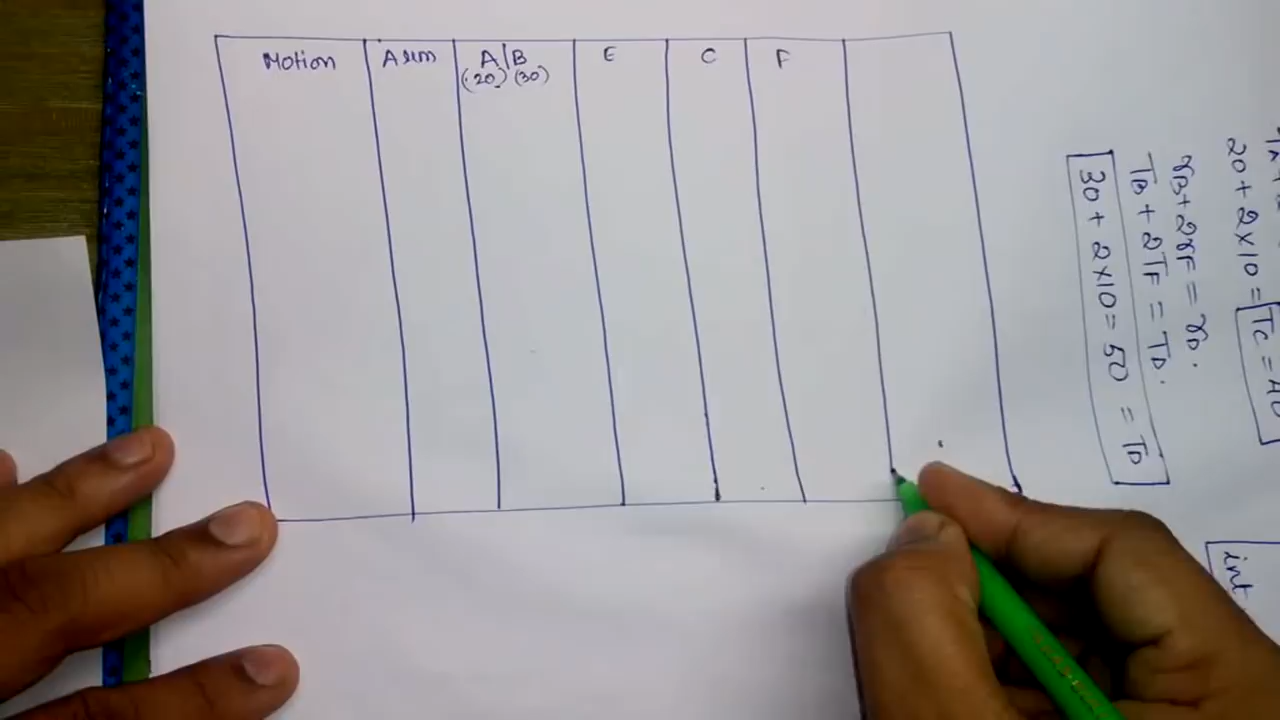 Motion Arm A|B E C F
(20) (30)
20 + 2×10 = TC = 40
rB + 2rF = rD.
TB + 2TF = TD.
30 + 2×10 = 50 = TD
int